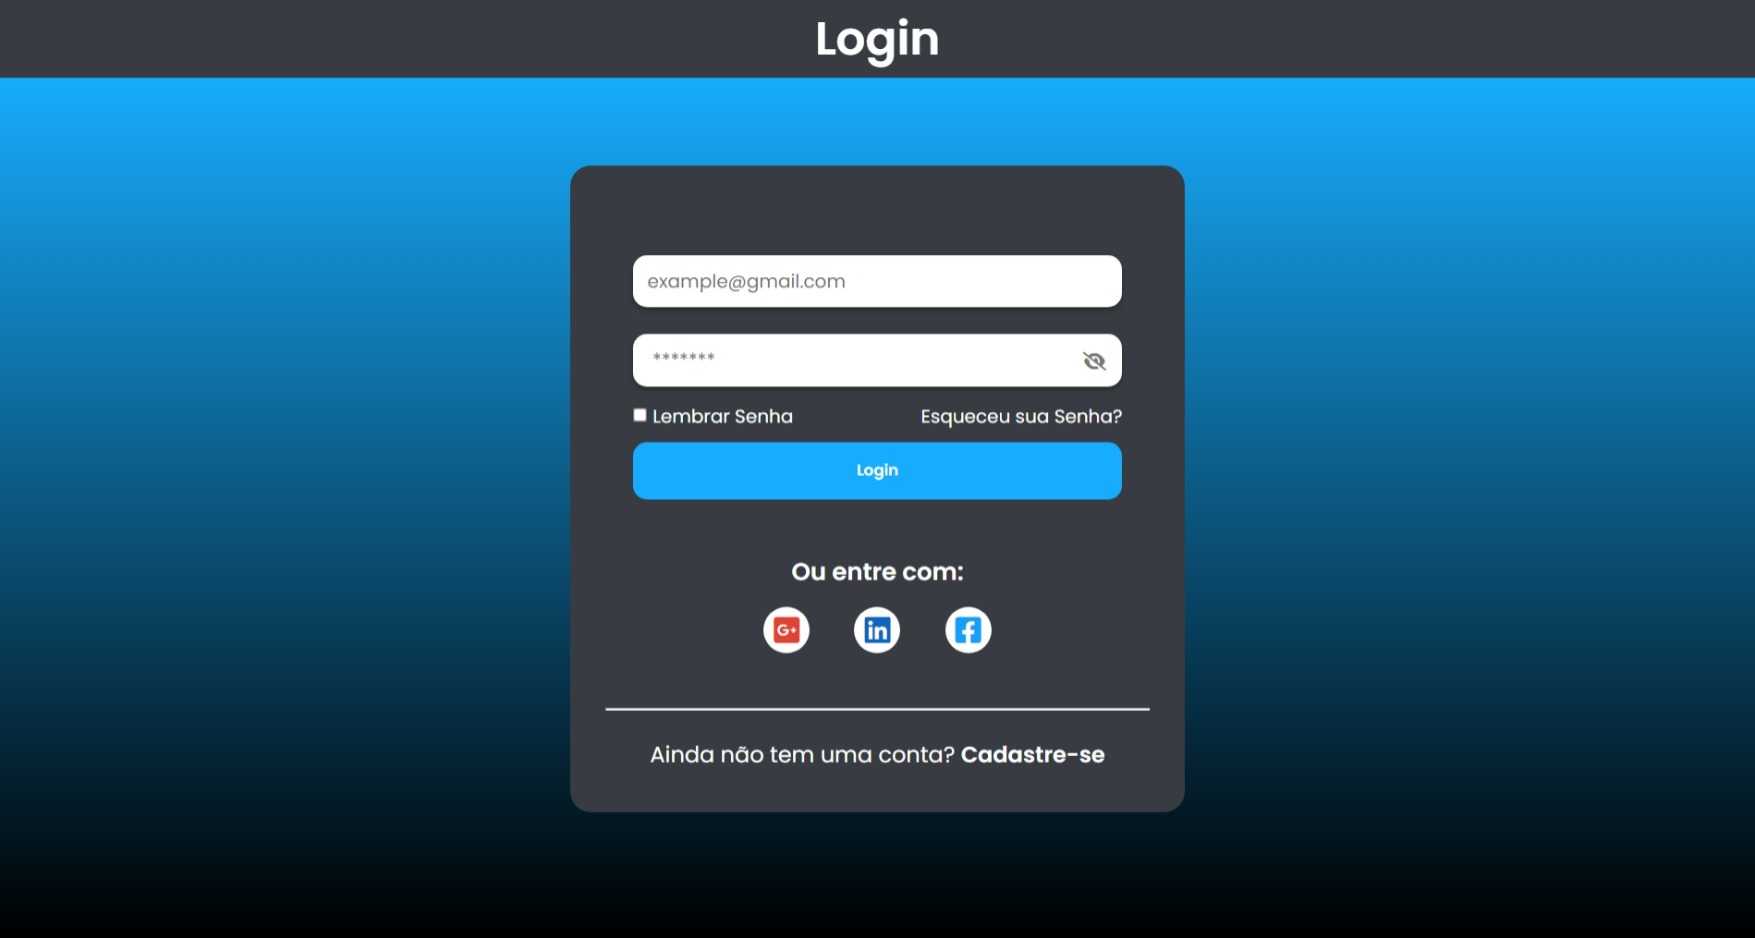 Login
example@gmail.com
*******
Lembrar Senha Esqueceu sua Senha?
Login
Ou entre com:
G+ in f
Ainda não tem uma conta? Cadastre-se